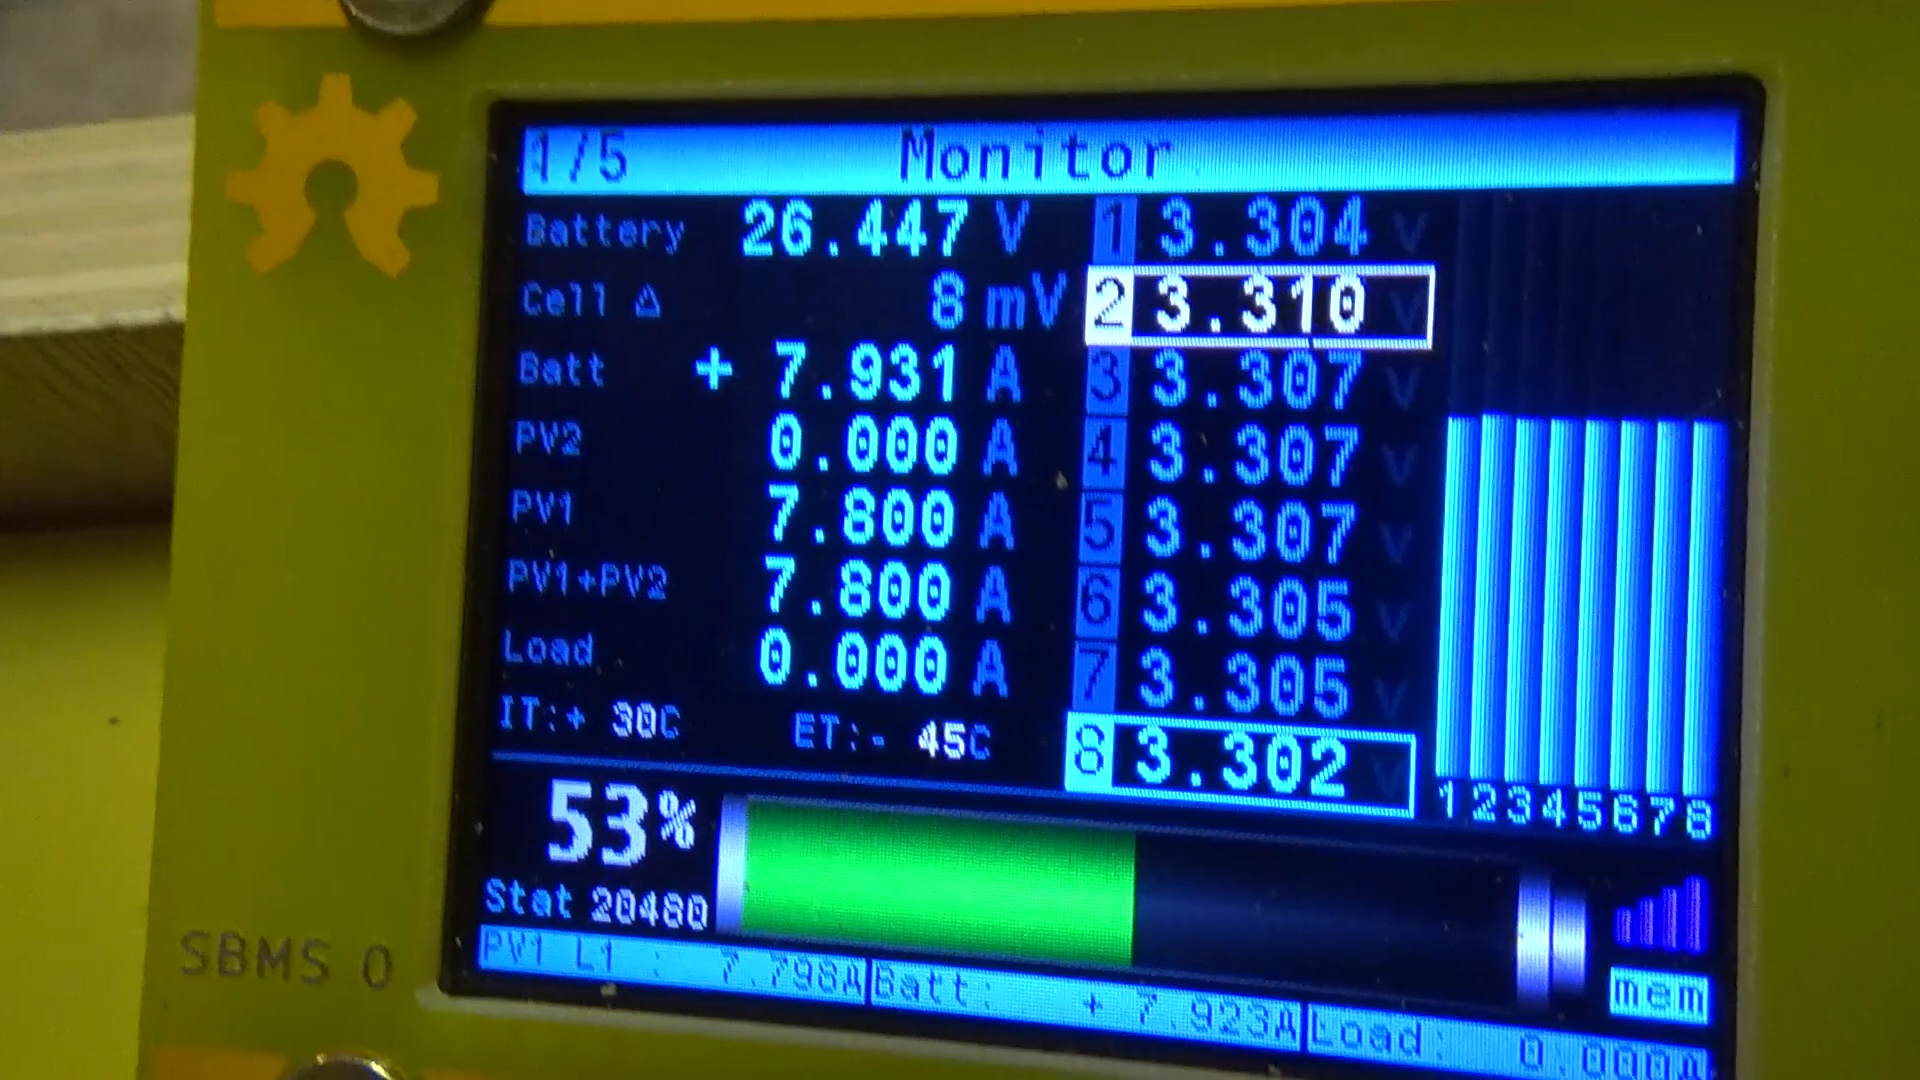 1/5 Monitor
Battery 26.447 V
Cell Δ 8 mV
Batt + 7.931 A
PV2 0.000 A
PV1 7.800 A
PV1+PV2 7.800 A
Load 0.000 A
IT:+ 30C ET:- 45C
1 3.304 V
2 3.310 V
3 3.307 V
4 3.307 V
5 3.307 V
6 3.305 V
7 3.305 V
8 3.302 V
12345678
53%
Stat 20480
mem
PV1 L1 : 7.798A Batt: + 7.923A Load: 0.000A
SBMS 0